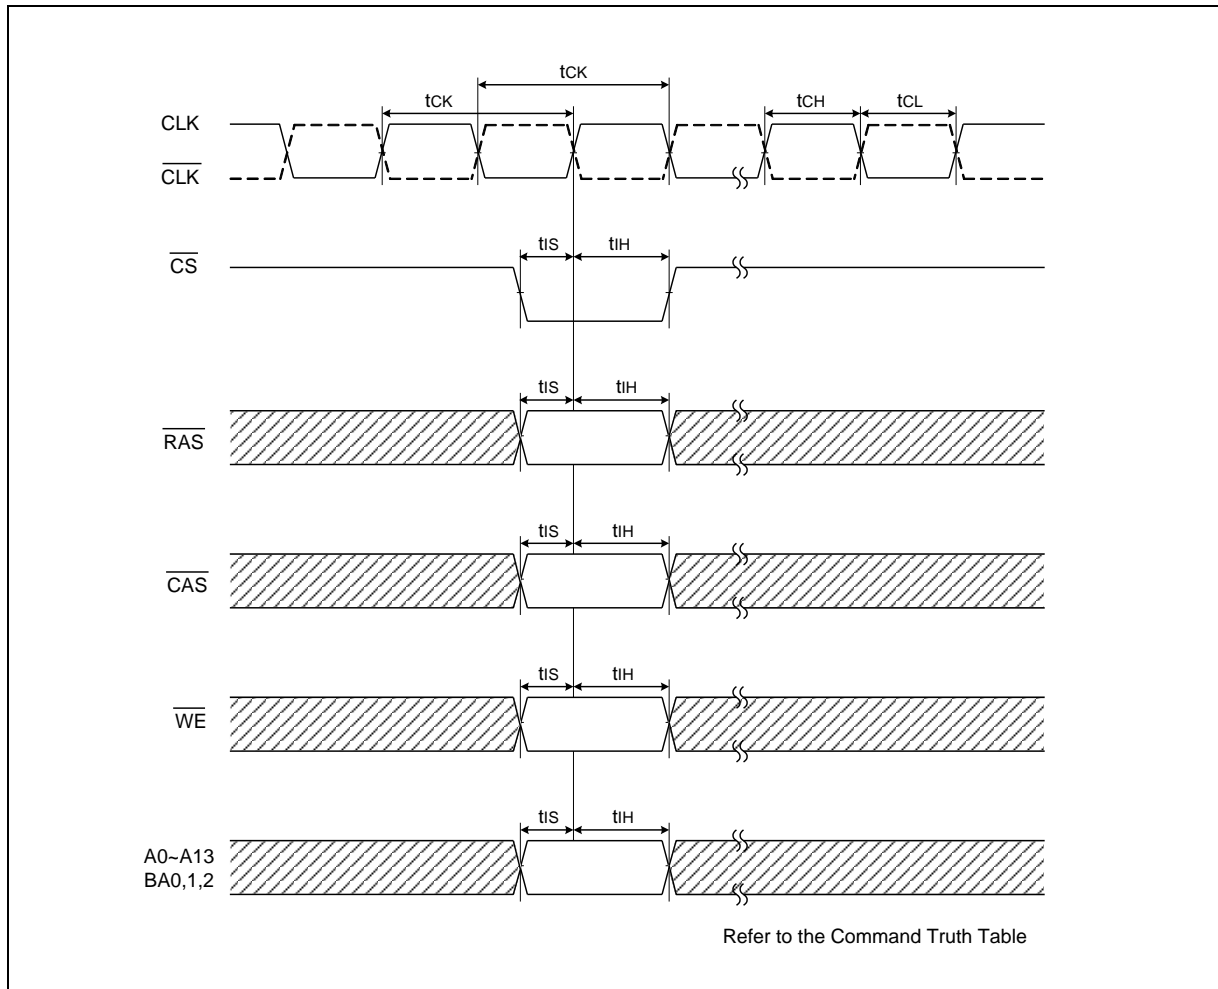 tCK
tCK tCH tCL
CLK
CLK
tIS tIH
CS
tIS tIH
RAS
tIS tIH
CAS
tIS tIH
WE
tIS tIH
A0~A13
BA0,1,2
Refer to the Command Truth Table